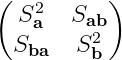 ( S²_a S_ab )
( S_ba S²_b )